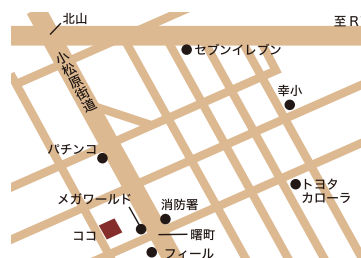 北山
至R
セブンイレブン
小松原街道
幸小
パチンコ
トヨタ
カローラ
メガワールド
消防署
ココ
曙町
フィール